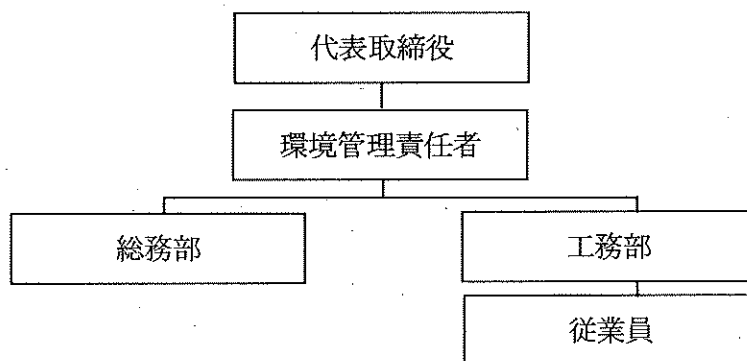 代表取締役
環境管理責任者
総務部
工務部
従業員